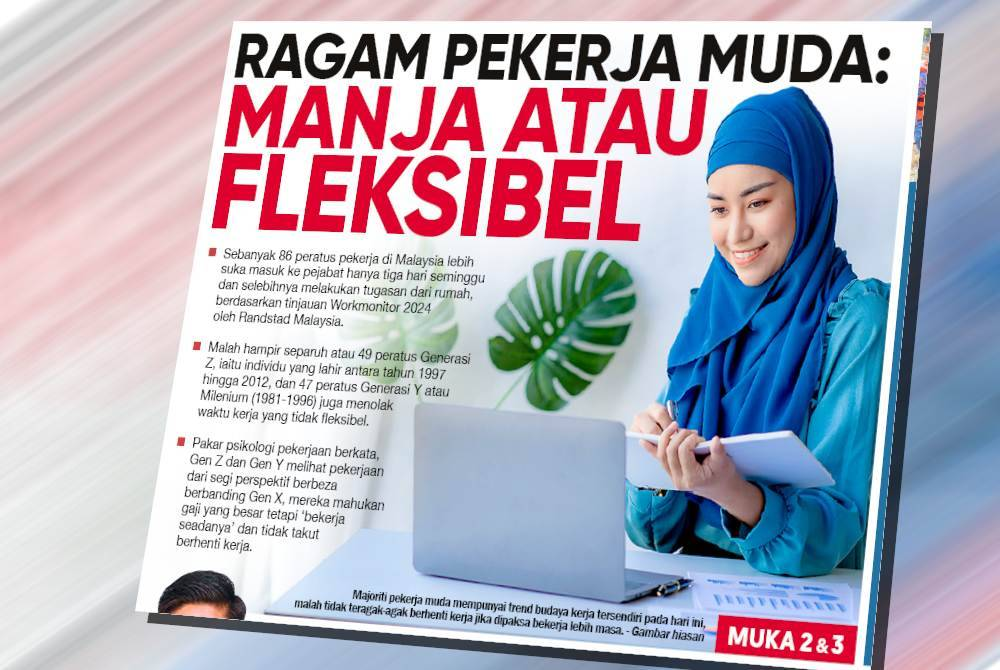 RAGAM PEKERJA MUDA:
MANJA ATAU
FLEKSIBEL
Sebanyak 86 peratus pekerja di Malaysia lebih
suka masuk ke pejabat hanya tiga hari seminggu
dan selebihnya melakukan tugasan dari rumah,
berdasarkan tinjauan Workmonitor 2024
oleh Randstad Malaysia.
Malah hampir separuh atau 49 peratus Generasi
Z, iaitu individu yang lahir antara tahun 1997
hingga 2012, dan 47 peratus Generasi Y atau
Milenium (1981-1996) juga menolak
waktu kerja yang tidak fleksibel.
Pakar psikologi pekerjaan berkata,
Gen Z dan Gen Y melihat pekerjaan
dari segi perspektif berbeza
berbanding Gen X, mereka mahukan
gaji yang besar tetapi ‘bekerja
seadanya’ dan tidak takut
berhenti kerja.
Majoriti pekerja muda mempunyai trend budaya kerja tersendiri pada hari ini,
malah tidak teragak-agak berhenti kerja jika dipaksa bekerja lebih masa. - Gambar hiasan
MUKA 2 & 3